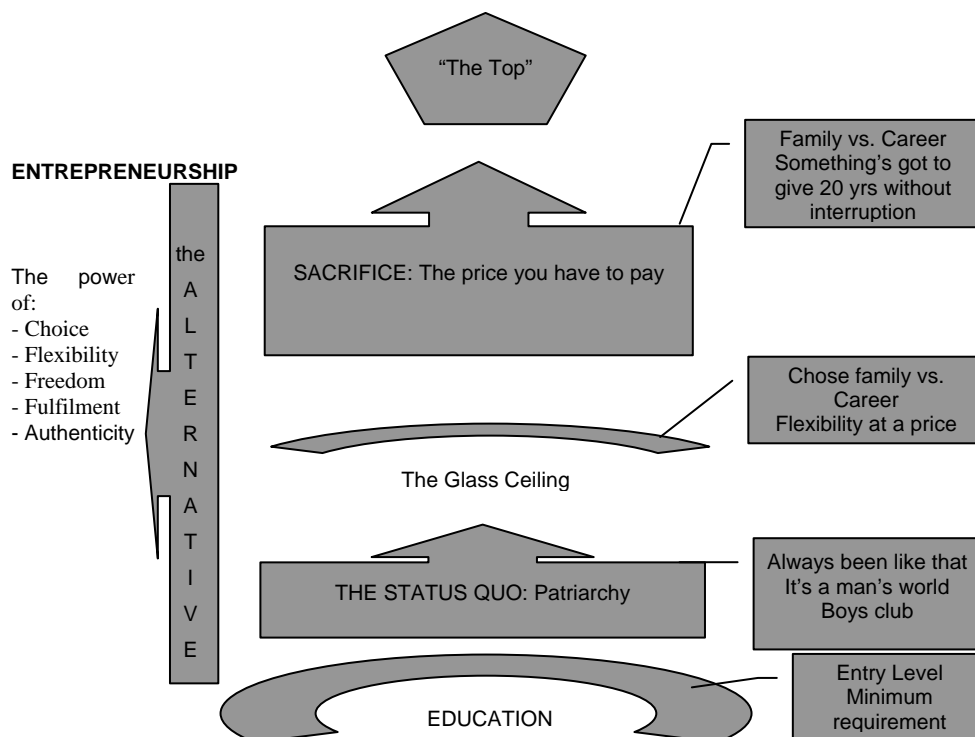 “The Top”
Family vs. Career
Something’s got to
give 20 yrs without
interruption
ENTREPRENEURSHIP
the
A
L
T
E
R
N
A
T
I
V
E
The power
of:
- Choice
- Flexibility
- Freedom
- Fulfilment
- Authenticity
SACRIFICE: The price you have to pay
Chose family vs.
Career
Flexibility at a price
The Glass Ceiling
THE STATUS QUO: Patriarchy
Always been like that
It’s a man’s world
Boys club
EDUCATION
Entry Level
Minimum
requirement